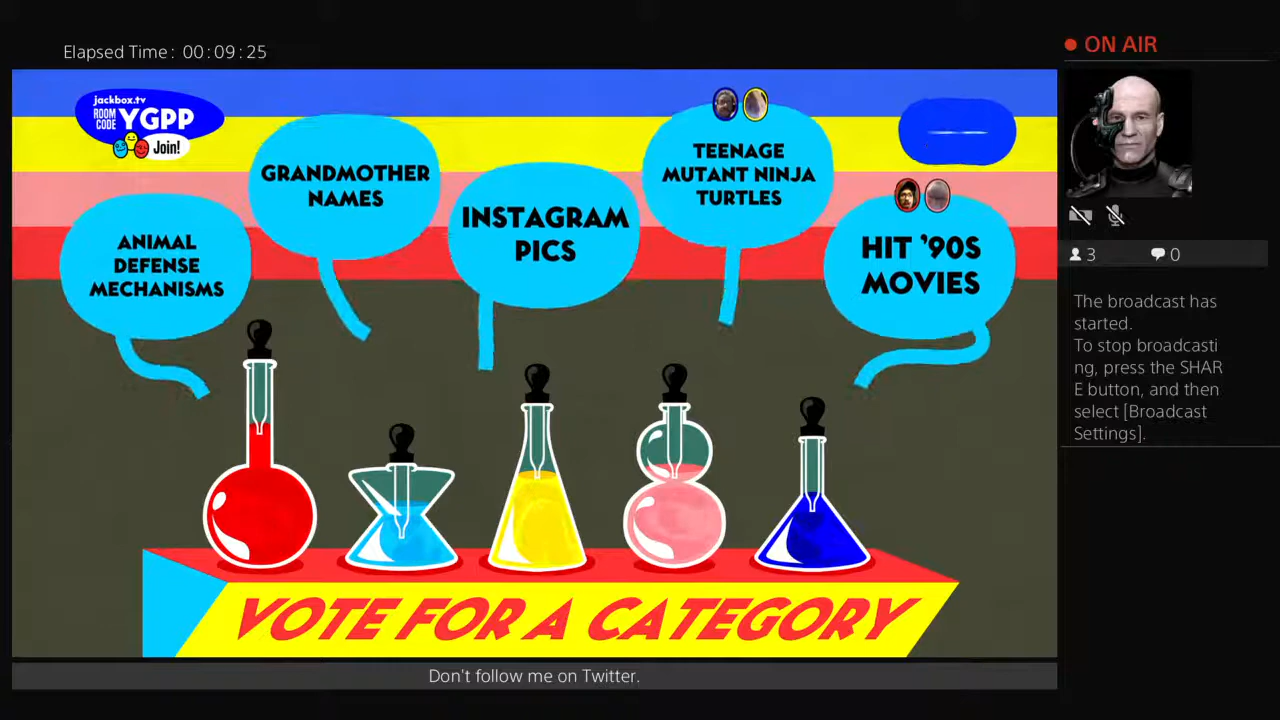 Elapsed Time: 00:09:25
ON AIR
jackbox.tv
ROOM
CODE
YGPP
Join!
ANIMAL
DEFENSE
MECHANISMS
GRANDMOTHER
NAMES
INSTAGRAM
PICS
TEENAGE
MUTANT NINJA
TURTLES
HIT '90S
MOVIES
VOTE FOR A CATEGORY
3
0
The broadcast has
started.
To stop broadcasti
ng, press the SHAR
E button, and then
select [Broadcast
Settings].
Don't follow me on Twitter.